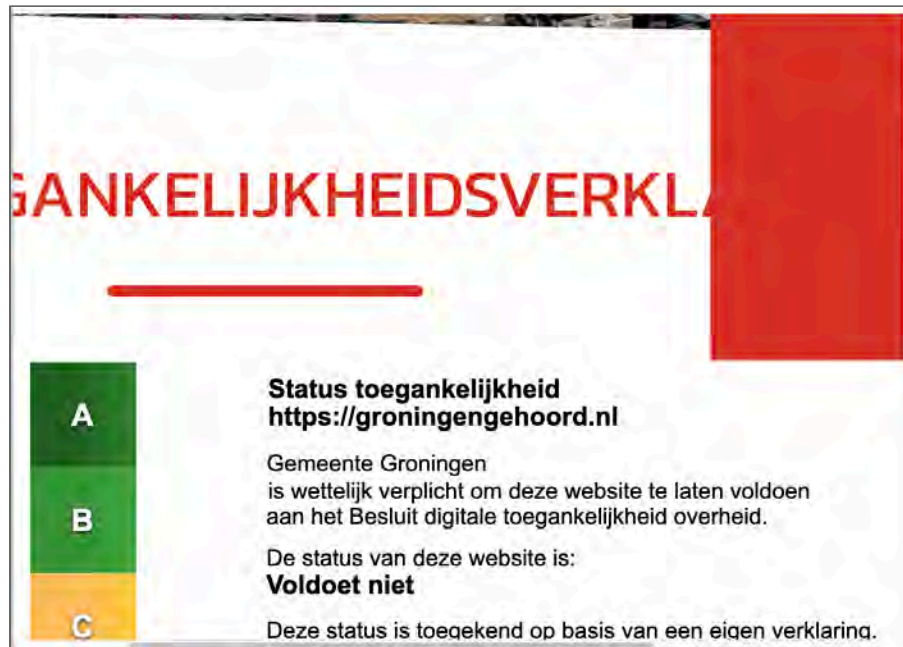 GANKELIJKHEIDSVERKLA
A
B
C
Status toegankelijkheid
https://groningengehoord.nl
Gemeente Groningen
is wettelijk verplicht om deze website te laten voldoen
aan het Besluit digitale toegankelijkheid overheid.
De status van deze website is:
Voldoet niet
Deze status is toegekend op basis van een eigen verklaring.